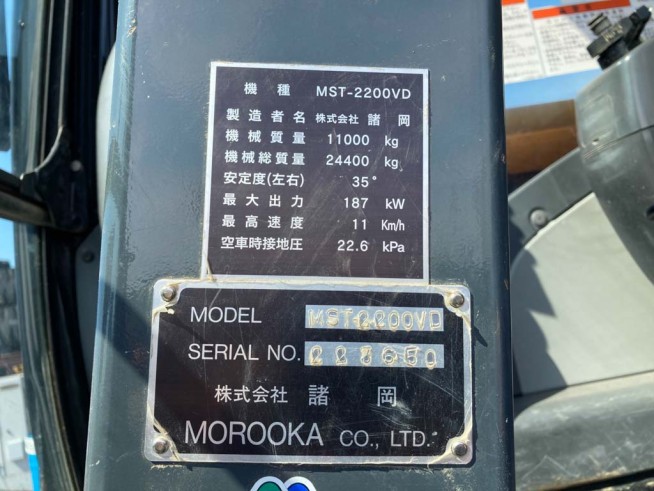 機種 MST-2200VD
製造者名 株式会社 諸岡
機械質量 11000 kg
機械総質量 24400 kg
安定度(左右) 35°
最大出力 187 kW
最高速度 11 Km/h
空車時接地圧 22.6 kPa
MODEL MST-2200VD
SERIAL NO.
株式会社 諸岡
MOROOKA CO., LTD.